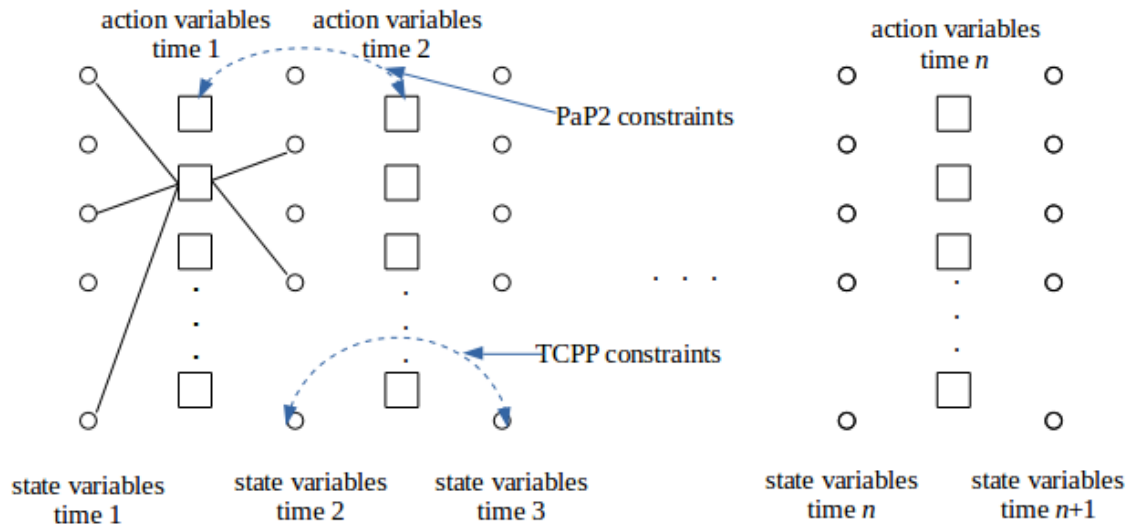 action variables
time 1
action variables
time 2
action variables
time n
PaP2 constraints
. . .
TCPP constraints
state variables
time 1
state variables
time 2
state variables
time 3
state variables
time n
state variables
time n+1